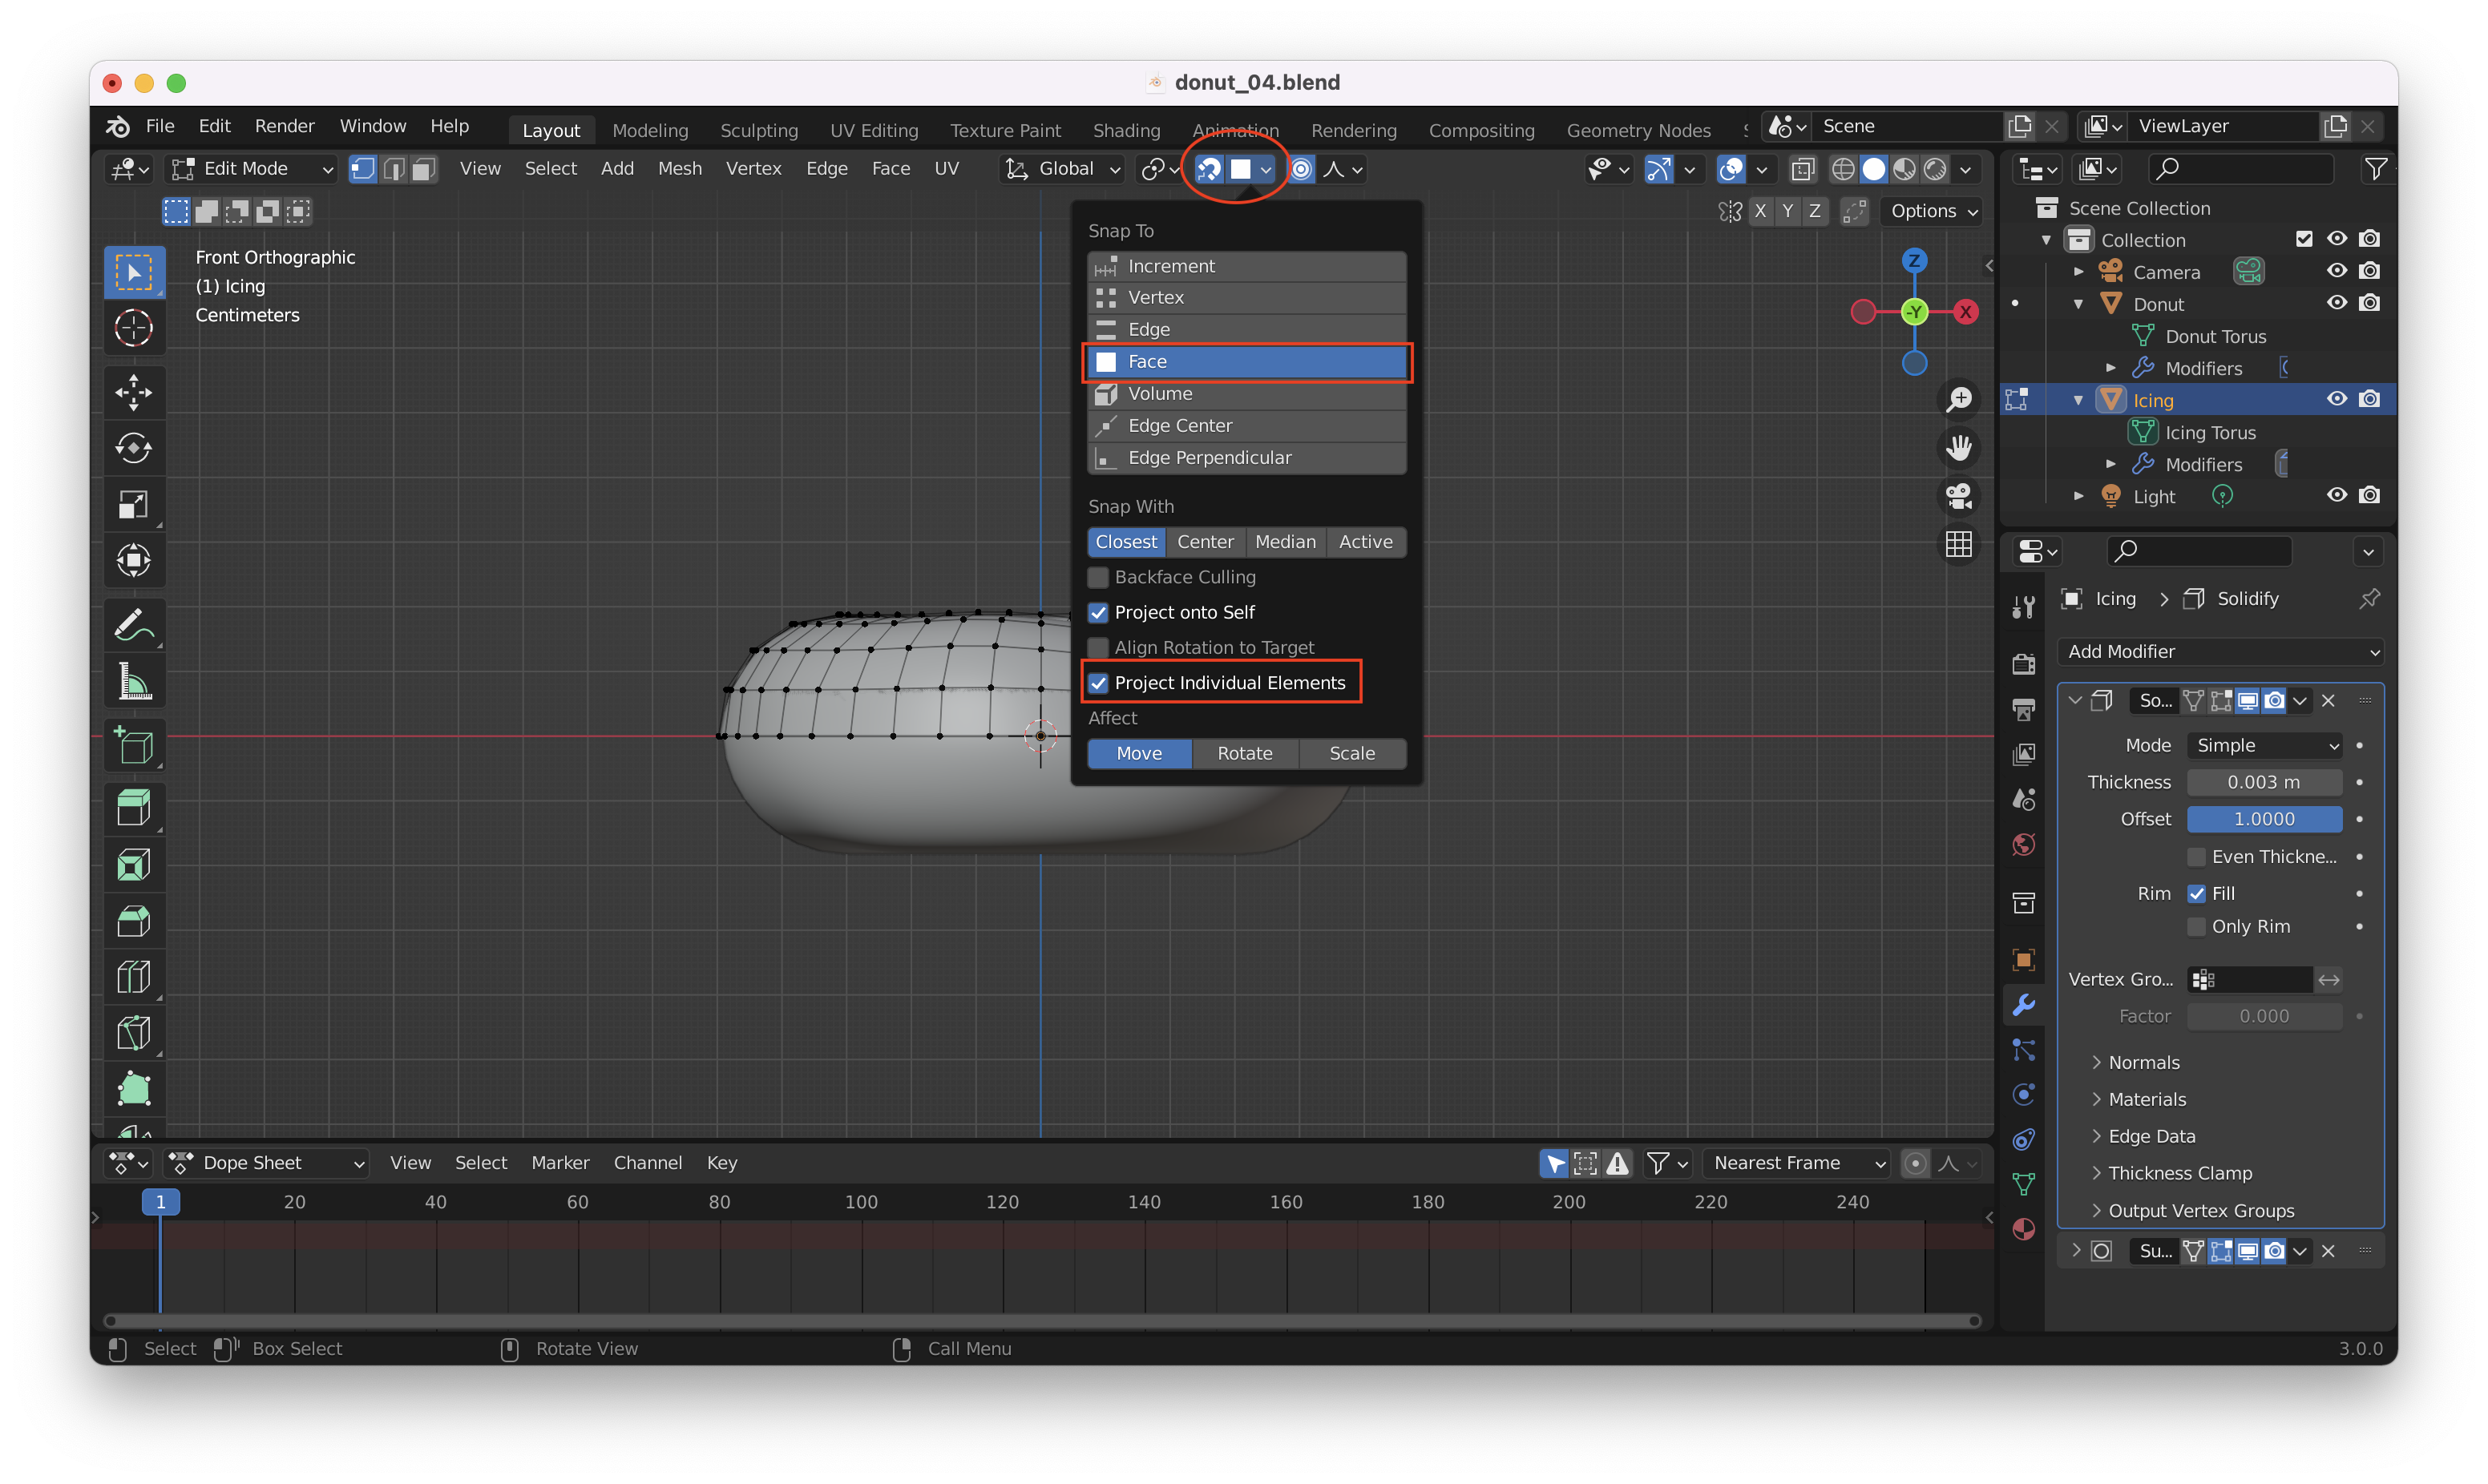 donut_04.blend
File Edit Render Window Help Layout Modeling Sculpting UV Editing Texture Paint Shading Animation Rendering Compositing Geometry Nodes Scene ViewLayer
Edit Mode View Select Add Mesh Vertex Edge Face UV Global
X Y Z Options
Front Orthographic
(1) Icing
Centimeters
Z
-Y
X
Snap To
Increment
Vertex
Edge
Face
Volume
Edge Center
Edge Perpendicular
Snap With
Closest Center Median Active
Backface Culling
Project onto Self
Align Rotation to Target
Project Individual Elements
Affect
Move Rotate Scale
Scene Collection
Collection
Camera
Donut
Donut Torus
Modifiers
Icing
Icing Torus
Modifiers
Light
Icing > Solidify
Add Modifier
So...
Mode Simple
Thickness 0.003 m
Offset 1.0000
Even Thickne...
Rim Fill
Only Rim
Vertex Gro...
Factor 0.000
Normals
Materials
Edge Data
Thickness Clamp
Output Vertex Groups
Su...
Dope Sheet View Select Marker Channel Key Nearest Frame
1 20 40 60 80 100 120 140 160 180 200 220 240
Select Box Select Rotate View Call Menu 3.0.0